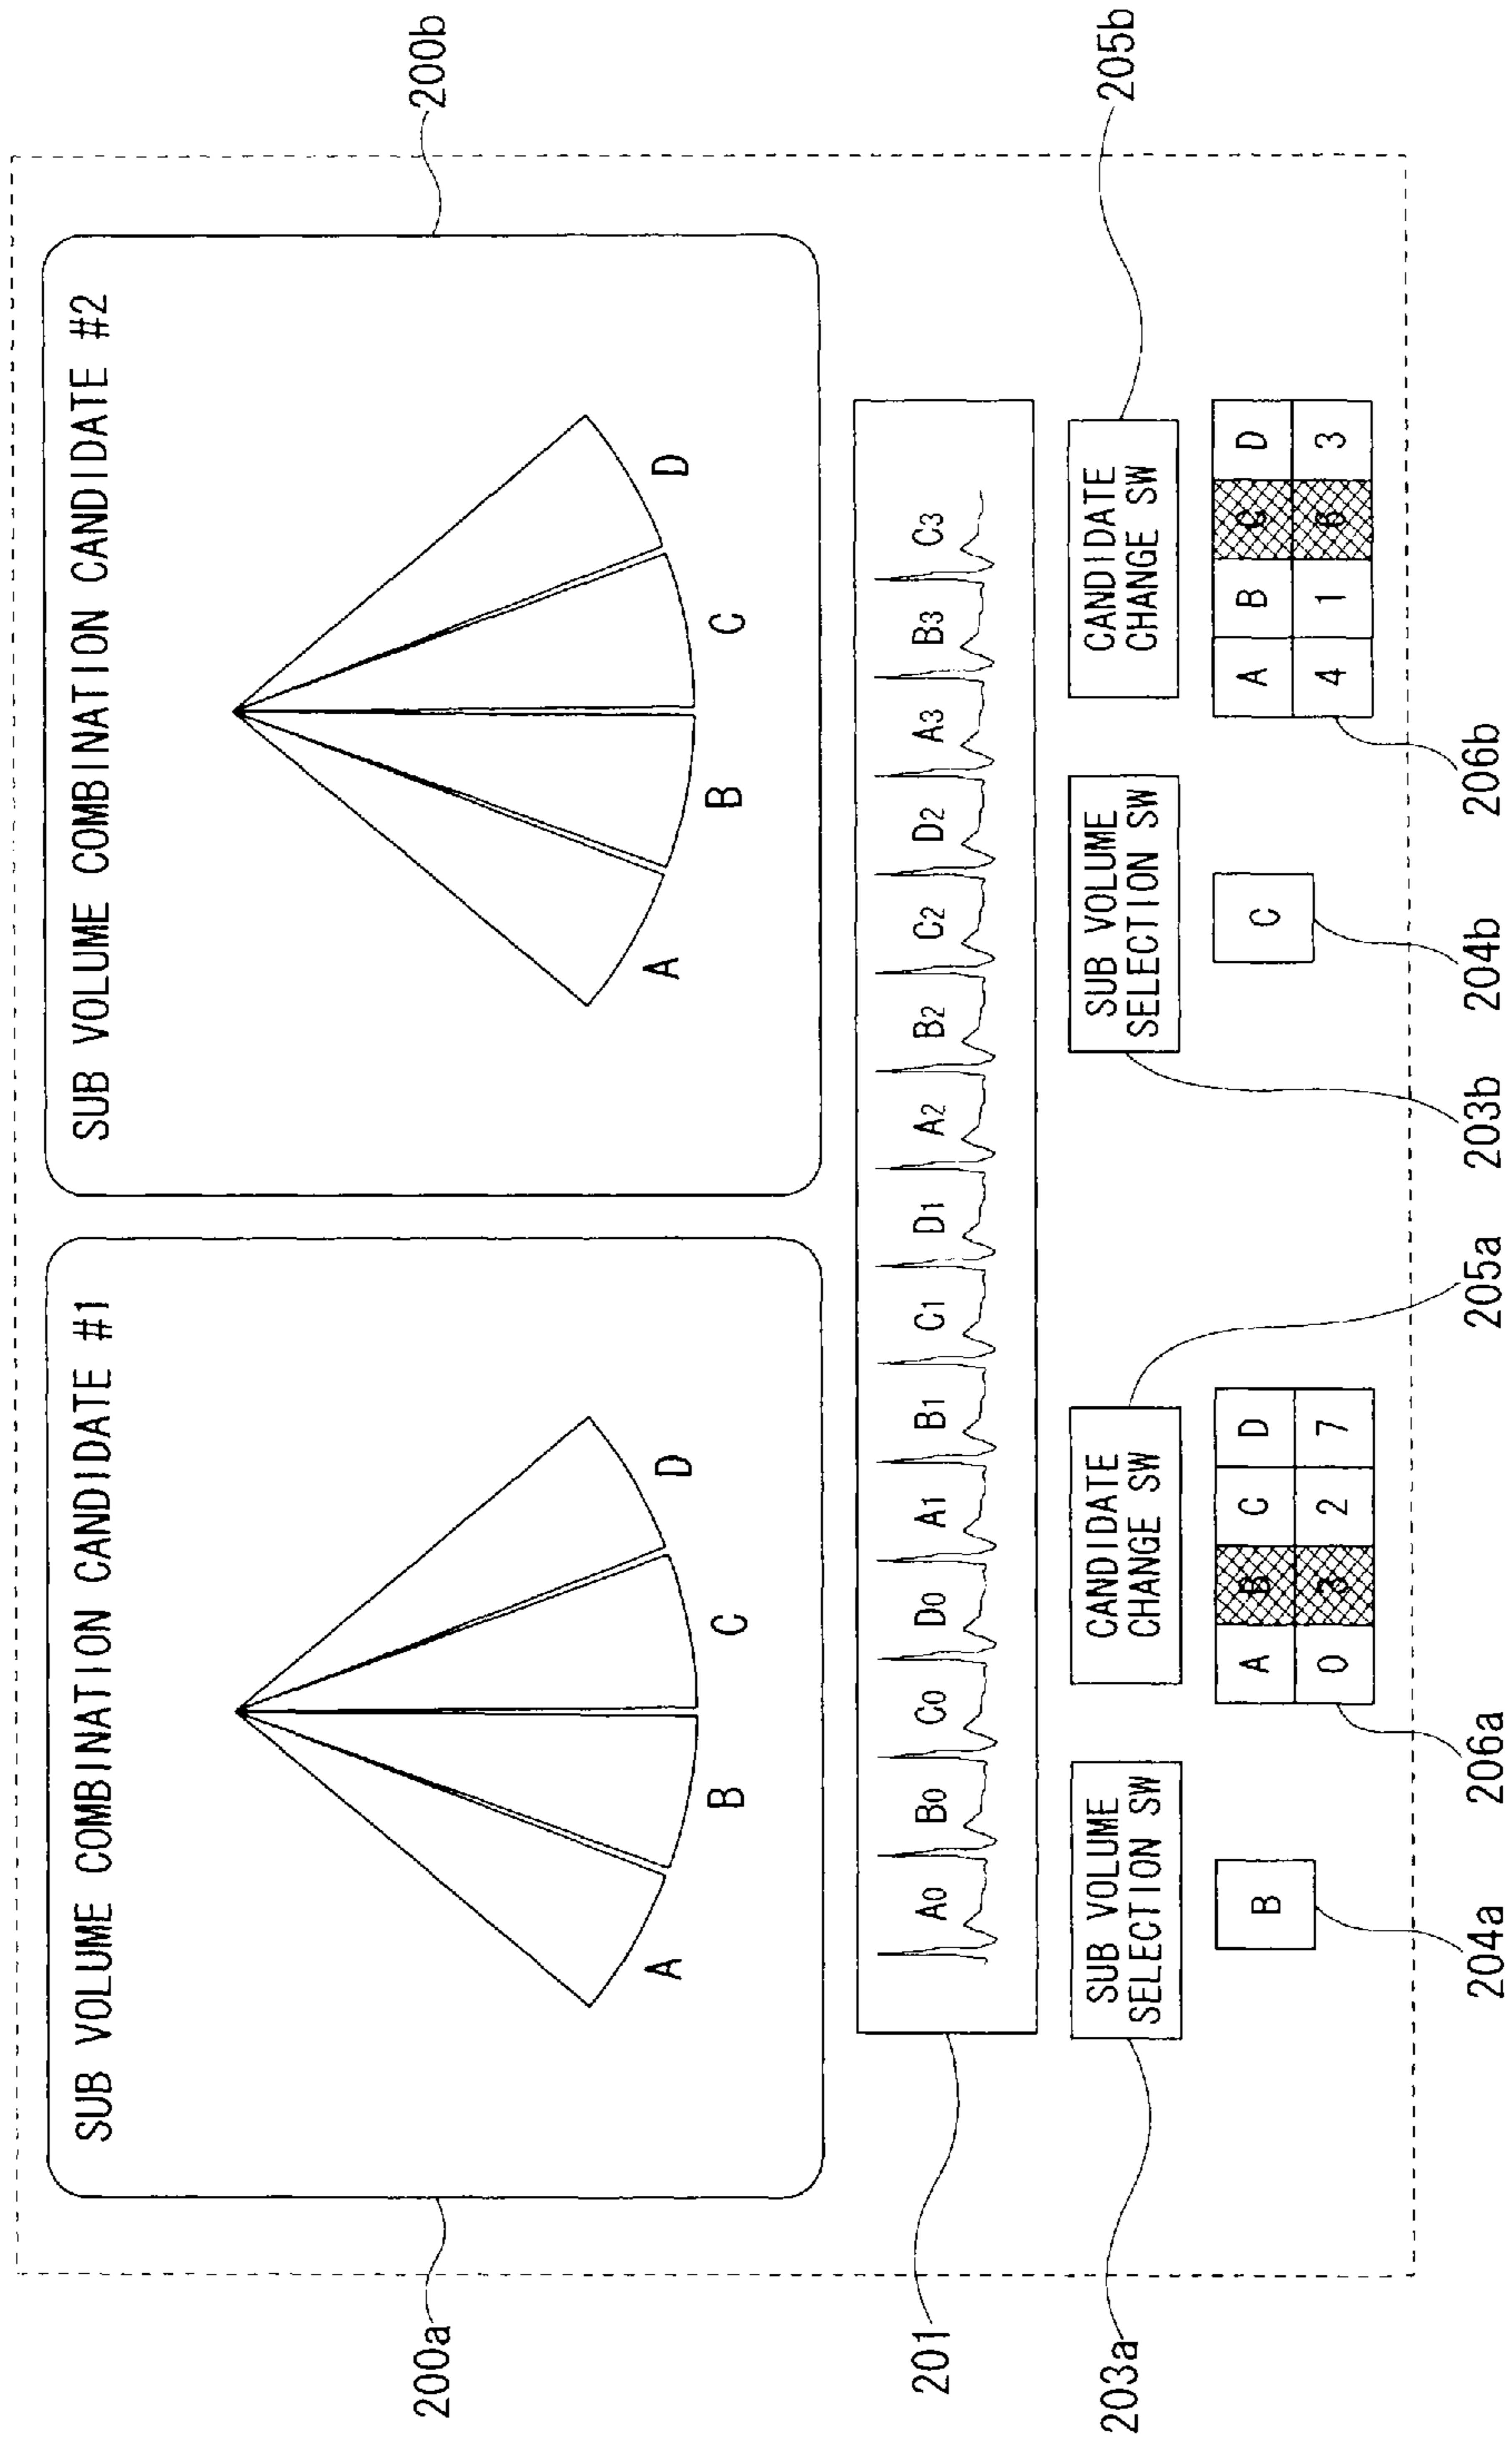 SUB VOLUME COMBINATION CANDIDATE #1
A
B
C
D
200a
SUB VOLUME COMBINATION CANDIDATE #2
A
B
C
D
200b
A0 B0 C0 D0 A1 B1 C1 D1 A2 B2 C2 D2 A3 B3 C3
201
SUB VOLUME
SELECTION SW
203a
CANDIDATE
CHANGE SW
205a
SUB VOLUME
SELECTION SW
203b
CANDIDATE
CHANGE SW
205b
B
204a
A B C D
0 3 2 7
206a
C
204b
A B C D
4 1 6 3
206b